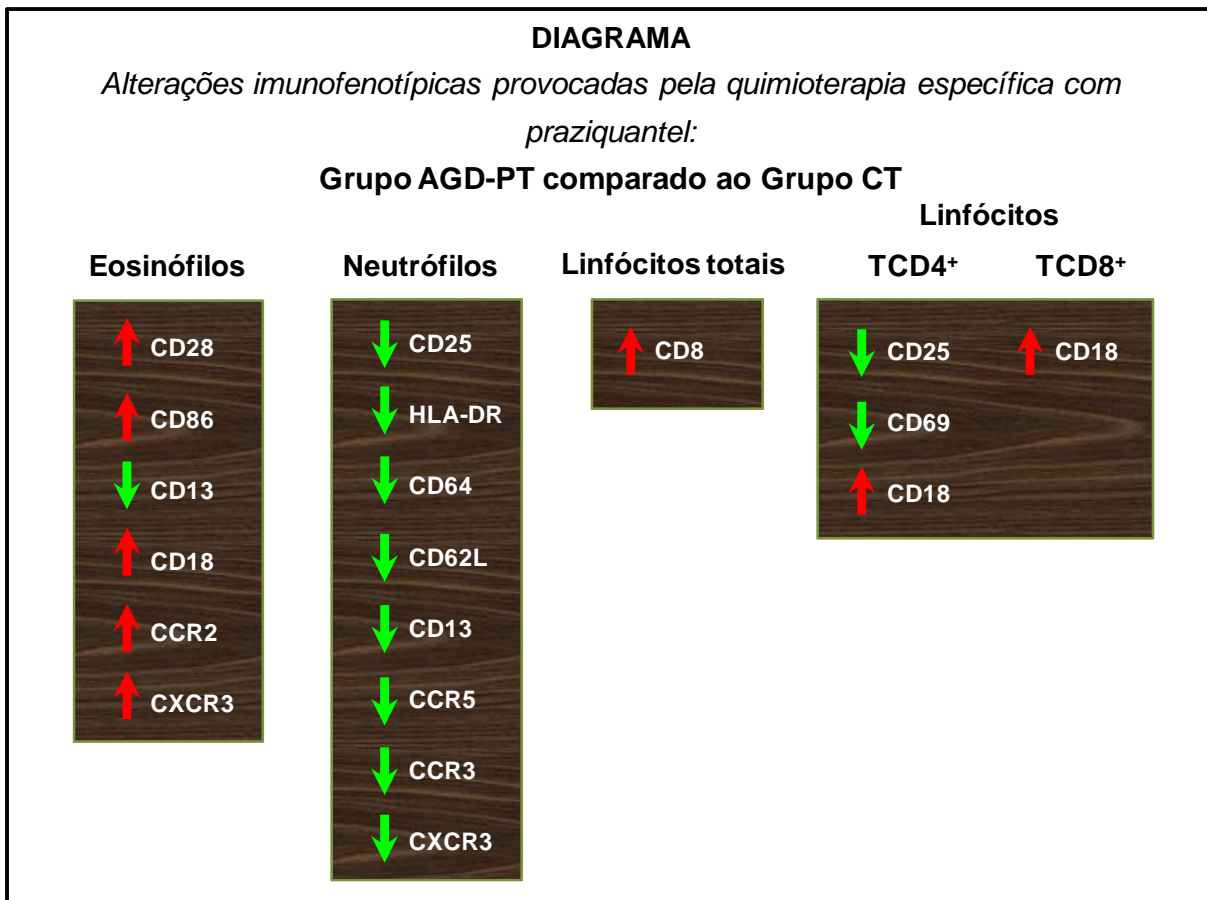 DIAGRAMA
Alterações imunofenotípicas provocadas pela quimioterapia específica com
praziquantel:
Grupo AGD-PT comparado ao Grupo CT
Eosinófilos
CD28
CD86
CD13
CD18
CCR2
CXCR3
Neutrófilos
CD25
HLA-DR
CD64
CD62L
CD13
CCR5
CCR3
CXCR3
Linfócitos totais
CD8
Linfócitos
TCD4+ TCD8+
CD25 CD18
CD69
CD18